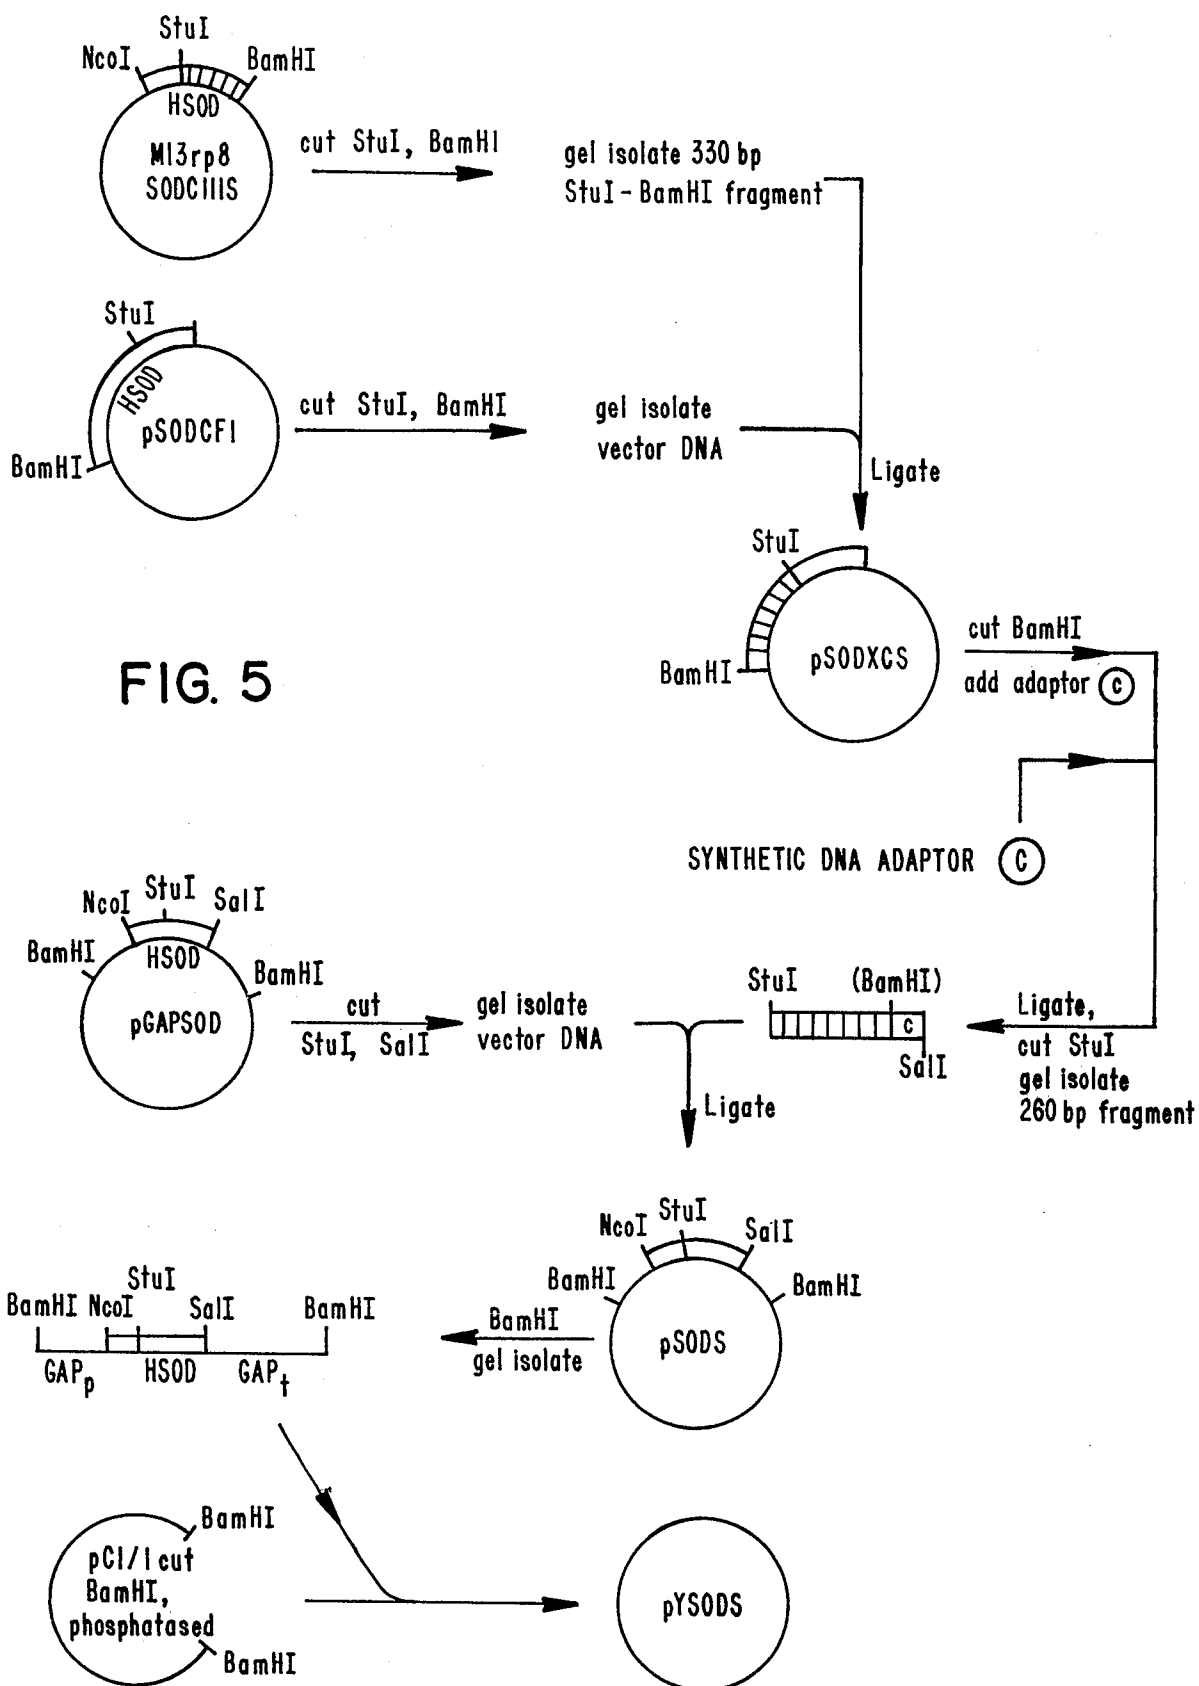 StuI
NcoI
BamHI
HSOD
M13rp8
SODCIIIS
cut StuI, BamHI
gel isolate 330 bp
StuI-BamHI fragment
StuI
HSOD
pSODCF1
BamHI
cut StuI, BamHI
gel isolate
vector DNA
Ligate
StuI
BamHI
pSODXCS
cut BamHI
add adaptor C
FIG. 5
SYNTHETIC DNA ADAPTOR C
NcoI
StuI
SalI
BamHI
HSOD
BamHI
pGAPSOD
cut
StuI, SalI
gel isolate
vector DNA
StuI
(BamHI)
C
SalI
Ligate,
cut StuI
gel isolate
260 bp fragment
Ligate
NcoI
StuI
SalI
BamHI
BamHI
pSODS
BamHI
gel isolate
StuI
BamHI
NcoI
SalI
BamHI
GAPp
HSOD
GAPt
BamHI
pC1/1 cut
BamHI,
phosphatased
BamHI
pYSODS